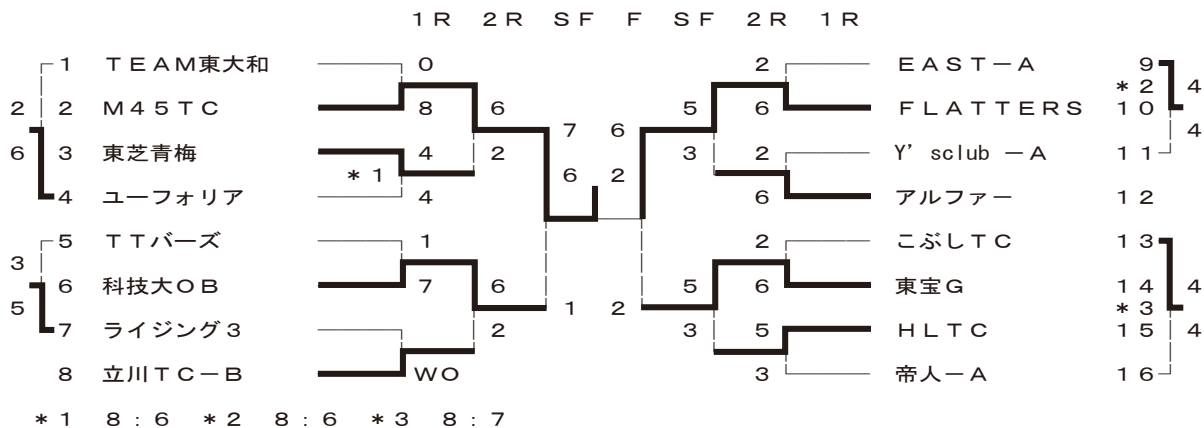 １Ｒ ２Ｒ ＳＦ Ｆ ＳＦ ２Ｒ １Ｒ
１ ＴＥＡＭ東大和 ０ ２ ＥＡＳＴ－Ａ ９
＊２ ４
２ ２ Ｍ４５ＴＣ ８ ６ ５ ６ ＦＬＡＴＴＥＲＳ １０
７ ６ ４
６ ３ 東芝青梅 ４ ２ ３ ２ Ｙ’ sclub －Ａ １１
＊１ ６ ２
４ ユーフォリア ４ ６ アルファー １２
５ ＴＴバーズ １ ２ こぶしＴＣ １３
３
６ 科技大ＯＢ ７ ６ ５ ６ 東宝Ｇ １４ ４
５ １ ２ ＊３
７ ライジング３ ２ ３ ５ ＨＬＴＣ １５ ４
８ 立川ＴＣ－Ｂ ＷＯ ３ 帝人－Ａ １６
＊１ ８：６ ＊２ ８：６ ＊３ ８：７